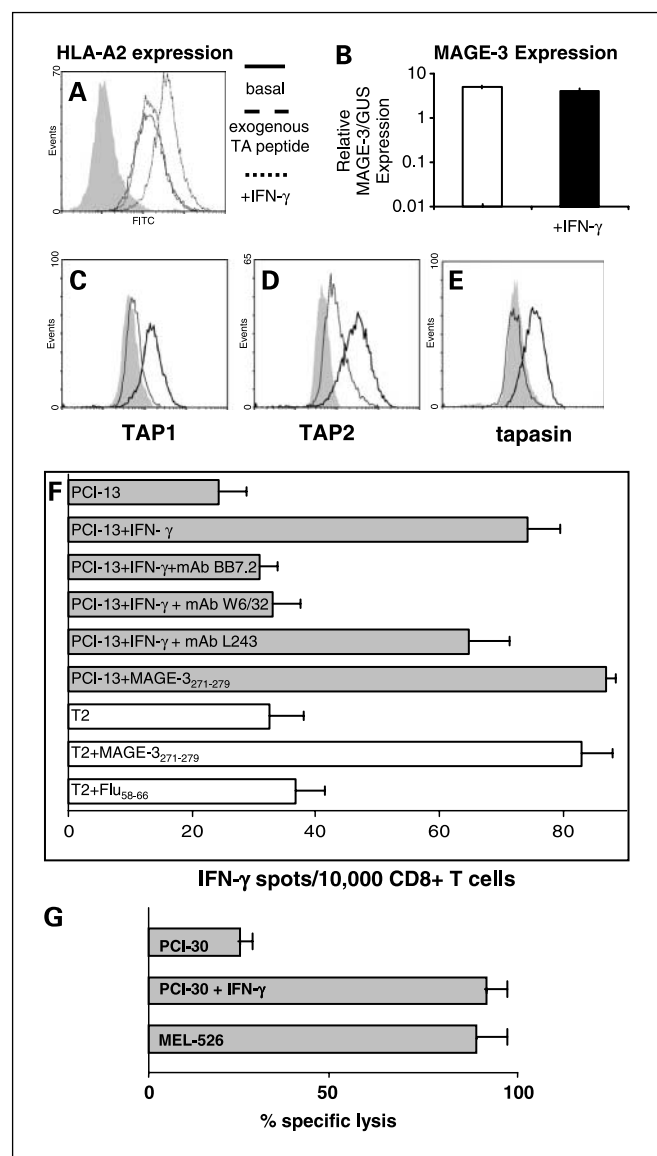 HLA-A2 expression
A
70
Events
0
FITC
basal
exogenous
TA peptide
+IFN-γ
B
MAGE-3 Expression
Relative
MAGE-3/GUS
Expression
10
1
0.1
0.01
+IFN-γ
C
100
Events
0
TAP1
D
65
Events
0
TAP2
E
100
Events
0
tapasin
F
PCI-13
PCI-13+IFN- γ
PCI-13+IFN-γ+mAb BB7.2
PCI-13+IFN-γ + mAb W6/32
PCI-13+IFN-γ + mAb L243
PCI-13+MAGE-3271-279
T2
T2+MAGE-3271-279
T2+Flu58-66
0 20 40 60 80
IFN-γ spots/10,000 CD8+ T cells
G
PCI-30
PCI-30 + IFN-γ
MEL-526
0 50 100
% specific lysis